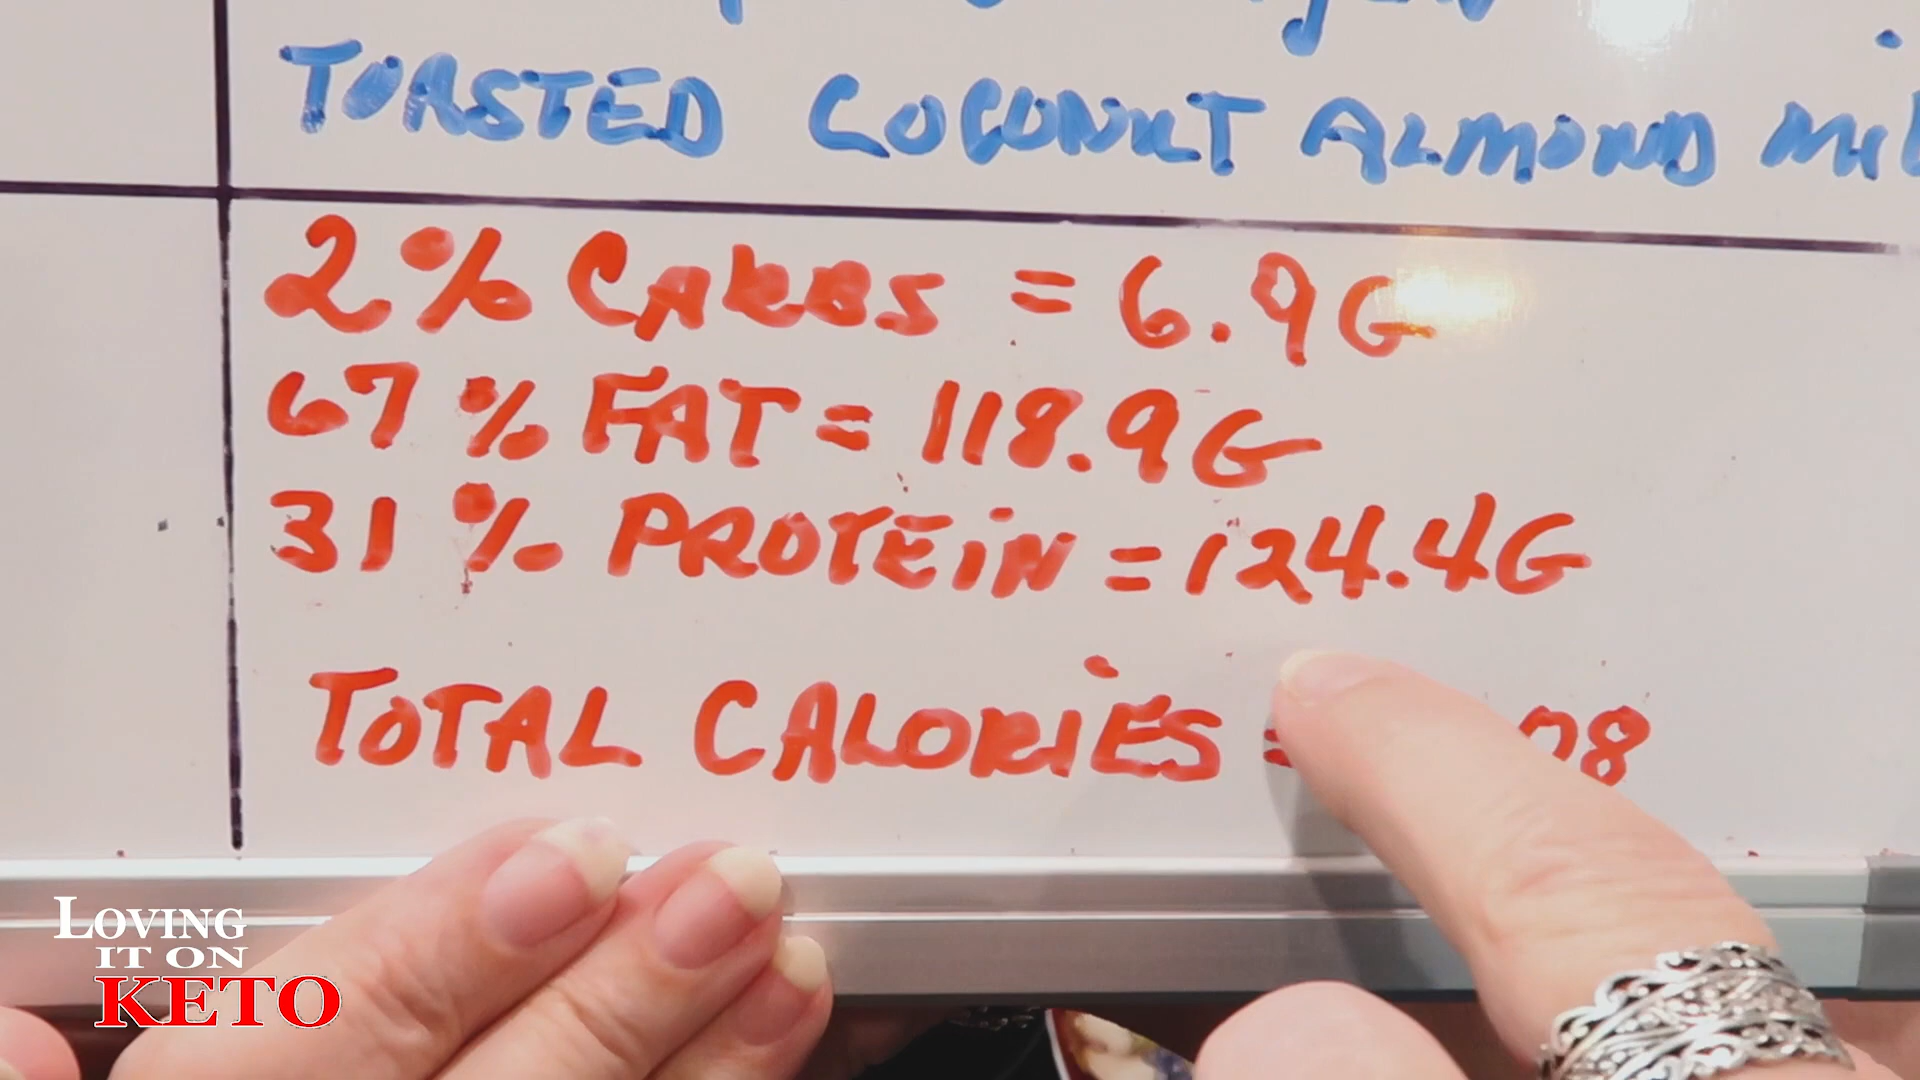 TOASTED COCONUT ALMOND
2% CARBS = 6.9G
67% FAT = 118.9G
31% PROTEIN = 124.4G
TOTAL CALORIES =
LOVING
IT ON
KETO